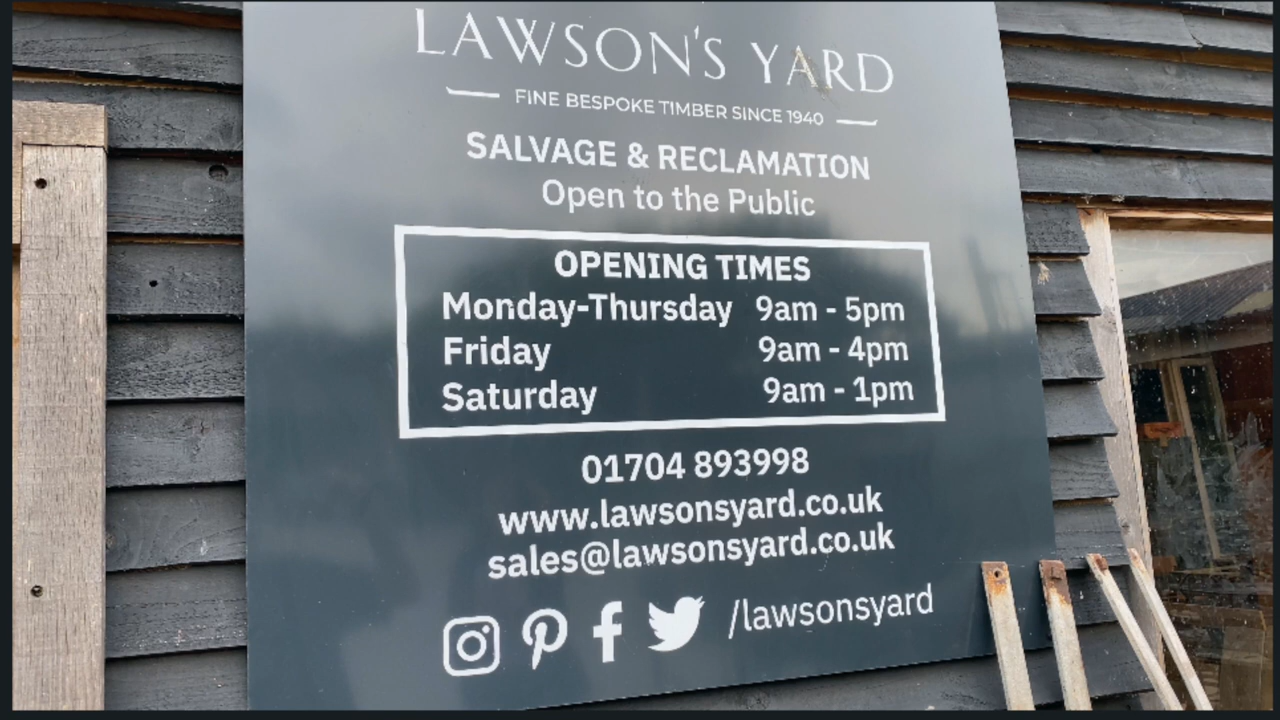 LAWSON'S YARD
FINE BESPOKE TIMBER SINCE 1940
SALVAGE & RECLAMATION
Open to the Public
OPENING TIMES
Monday-Thursday 9am - 5pm
Friday 9am - 4pm
Saturday 9am - 1pm
01704 893998
www.lawsonsyard.co.uk
sales@lawsonsyard.co.uk
/lawsonsyard